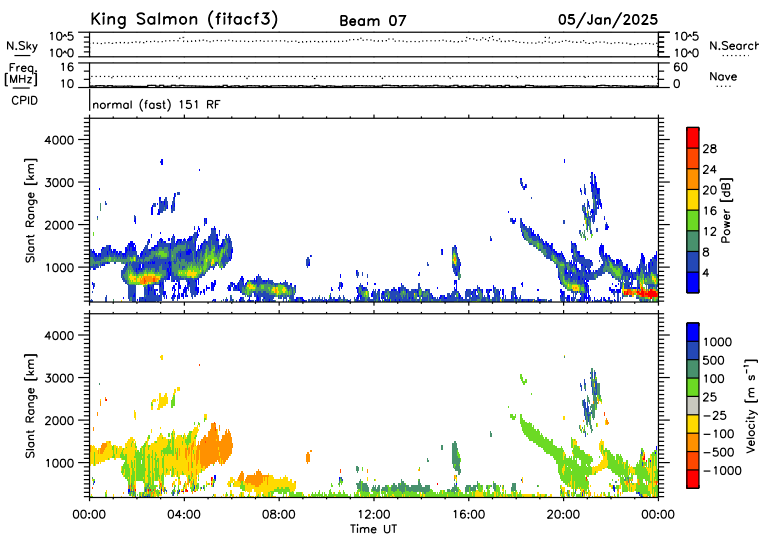 King Salmon (fitacf3) Beam 07 05/Jan/2025
N.Sky 10^5 10^0 10^5 10^0 N.Search
Freq [MHz] 16 10 60 0 Nave
CPID normal (fast) 151 RF
Slant Range [km] 4000 3000 2000 1000
Power [dB] 28 24 20 16 12 8 4
Slant Range [km] 4000 3000 2000 1000
Velocity [m s⁻¹] 1000 500 100 25 -25 -100 -500 -1000
00:00 04:00 08:00 12:00 16:00 20:00 00:00
Time UT